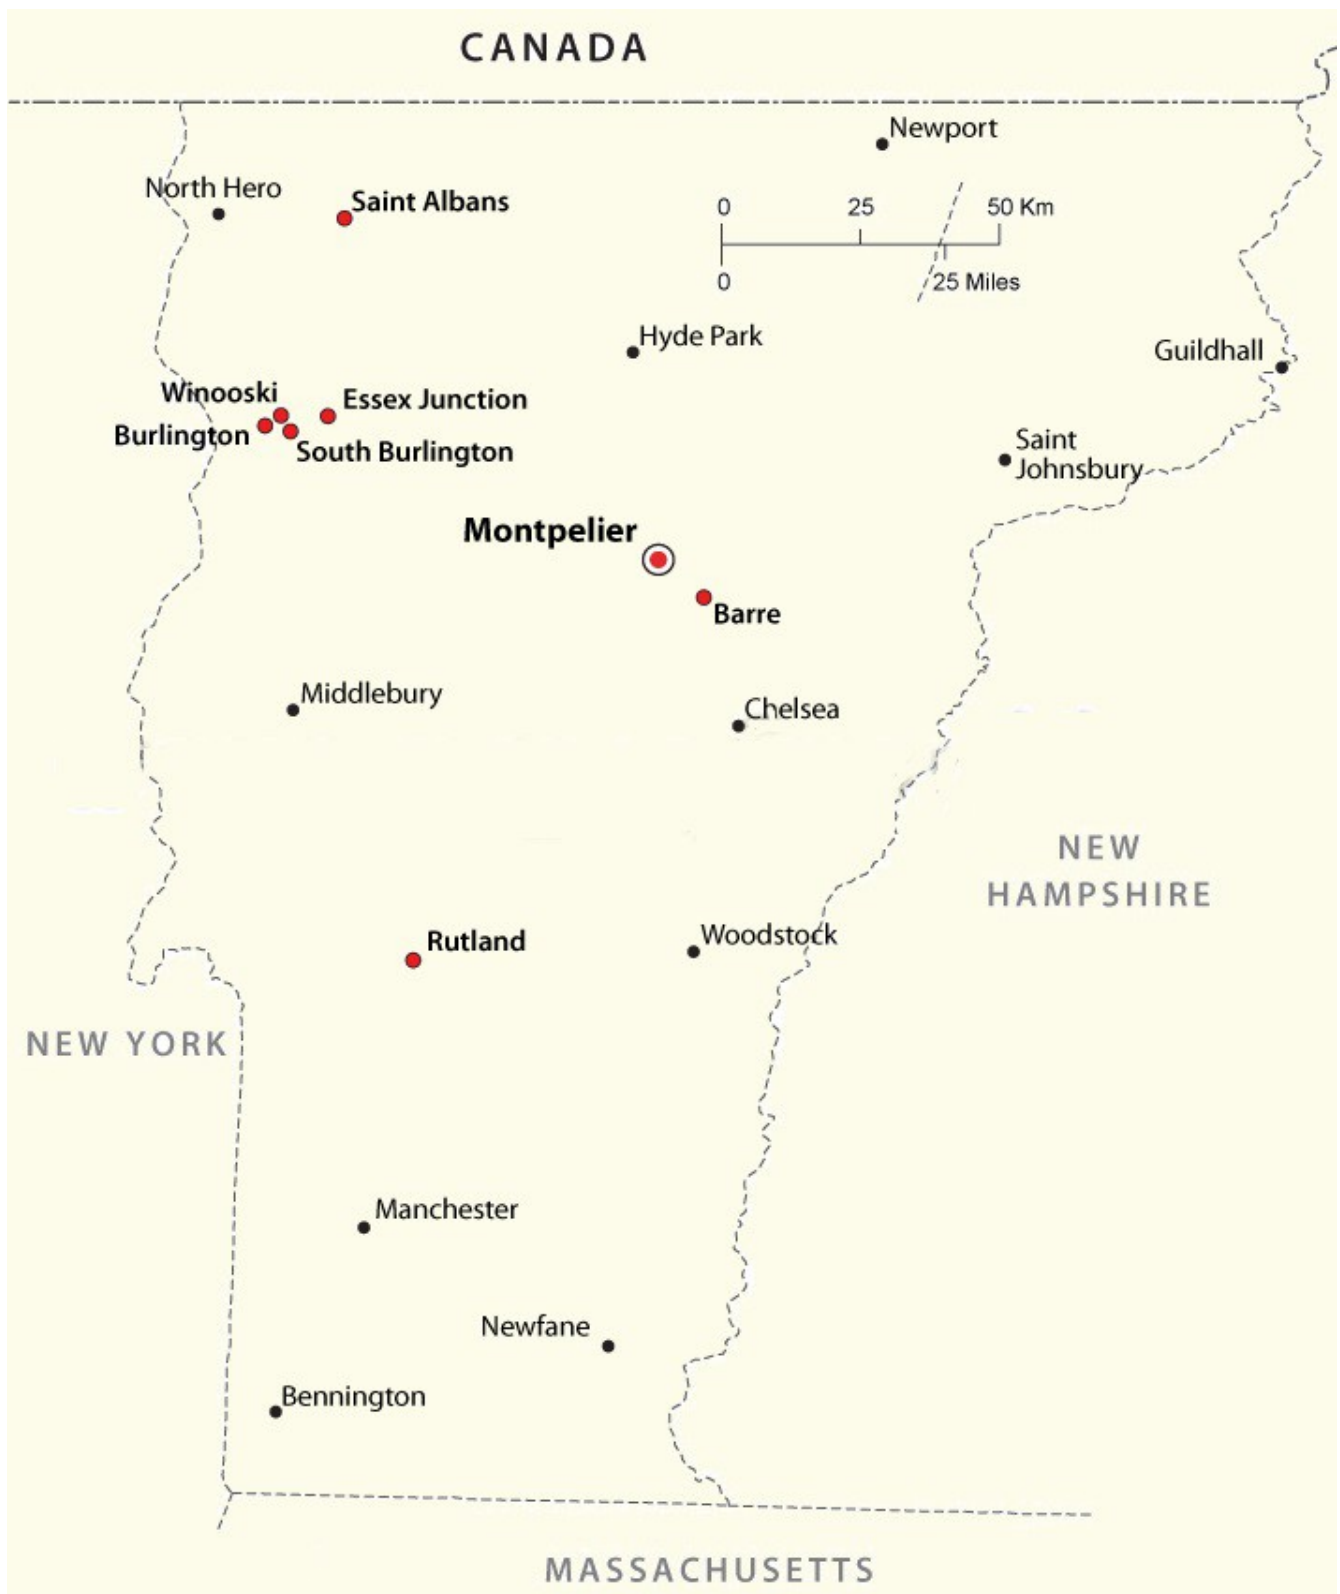 CANADA
Newport
North Hero
Saint Albans
0 25 50 Km
0 25 Miles
Hyde Park
Guildhall
Winooski
Essex Junction
Burlington
South Burlington
Saint
Johnsbury
Montpelier
Barre
Middlebury
Chelsea
NEW
HAMPSHIRE
Rutland
Woodstock
NEW YORK
Manchester
Newfane
Bennington
MASSACHUSETTS